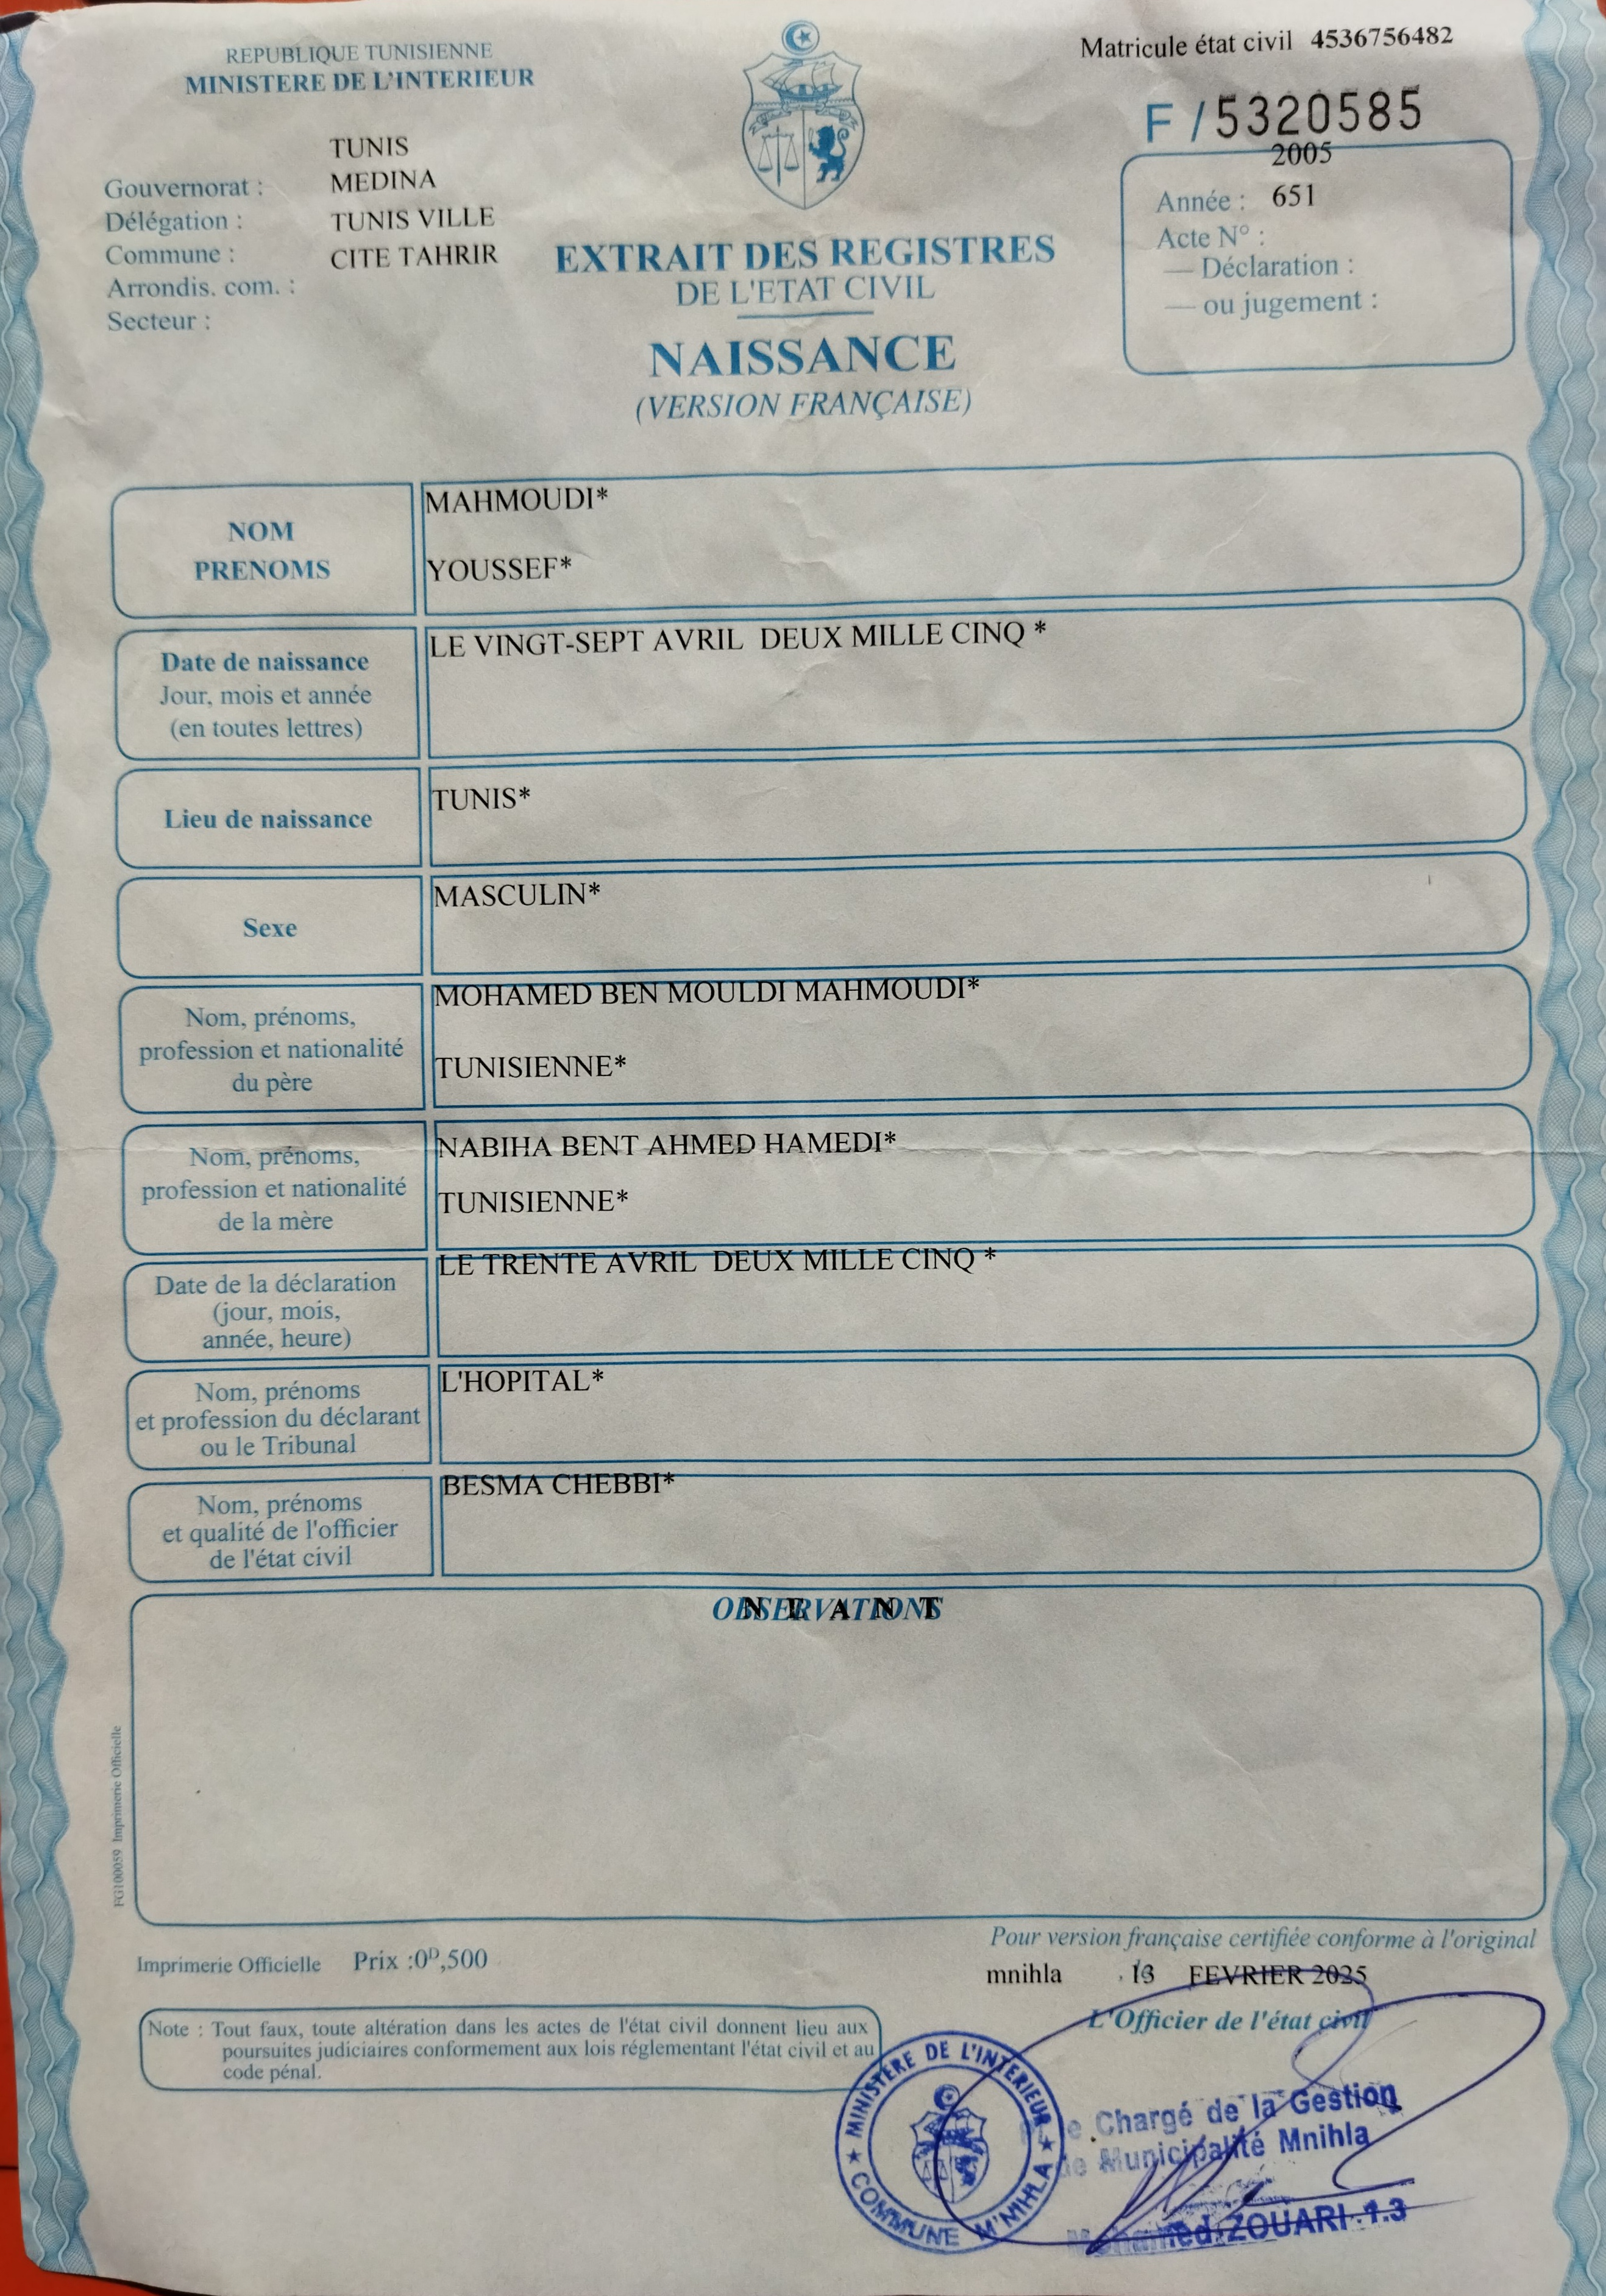 REPUBLIQUE TUNISIENNE
MINISTERE DE L'INTERIEUR
Matricule état civil 4536756482
F / 5320585
TUNIS
Gouvernorat : MEDINA
Délégation : TUNIS VILLE
Commune : CITE TAHRIR
Arrondis. com. :
Secteur :
2005
Année : 651
Acte N° :
— Déclaration :
— ou jugement :
EXTRAIT DES REGISTRES
DE L'ETAT CIVIL
NAISSANCE
(VERSION FRANÇAISE)
NOM
PRENOMS
MAHMOUDI*
YOUSSEF*
Date de naissance
Jour, mois et année
(en toutes lettres)
LE VINGT-SEPT AVRIL DEUX MILLE CINQ *
Lieu de naissance
TUNIS*
Sexe
MASCULIN*
Nom, prénoms,
profession et nationalité
du père
MOHAMED BEN MOULDI MAHMOUDI*
TUNISIENNE*
Nom, prénoms,
profession et nationalité
de la mère
NABIHA BENT AHMED HAMEDI*
TUNISIENNE*
Date de la déclaration
(jour, mois,
année, heure)
LE TRENTE AVRIL DEUX MILLE CINQ *
Nom, prénoms
et profession du déclarant
ou le Tribunal
L'HOPITAL*
Nom, prénoms
et qualité de l'officier
de l'état civil
BESMA CHEBBI*
OBSERVATIONS
N E A N T
FG100059 Imprimerie Officielle
Imprimerie Officielle Prix :0ᴰ,500
Pour version française certifiée conforme à l'original
mnihla 13 FEVRIER 2025
L'Officier de l'état civil
Note : Tout faux, toute altération dans les actes de l'état civil donnent lieu aux
poursuites judiciaires conformement aux lois réglementant l'état civil et au
code pénal.
MINISTERE DE L'INTERIEUR
COMMUNE M'NIHLA
Chargé de la Gestion
de Municipalité Mnihla
Mohamed ZOUARI 1.3